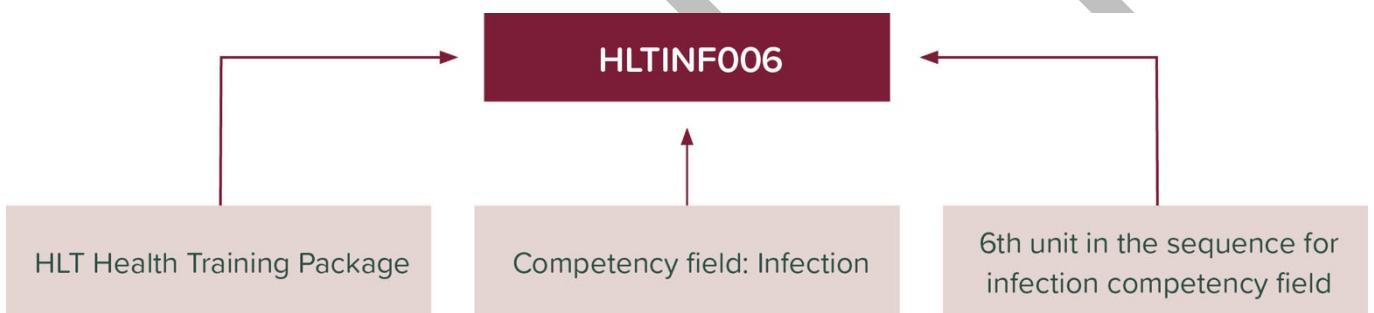 HLTINF006
HLT Health Training Package
Competency field: Infection
6th unit in the sequence for
infection competency field